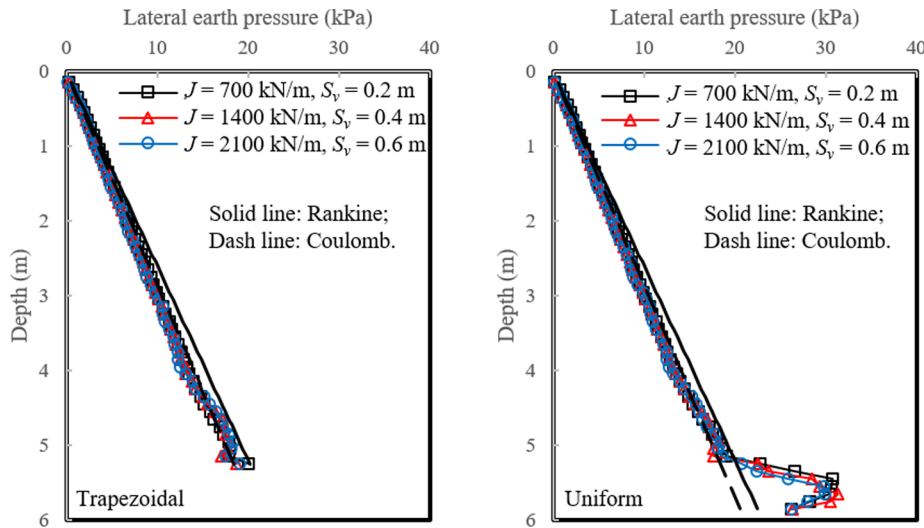 Lateral earth pressure (kPa)
0 10 20 30 40
0
1
2
3
4
5
6
Depth (m)
J = 700 kN/m, Sv = 0.2 m
J = 1400 kN/m, Sv = 0.4 m
J = 2100 kN/m, Sv = 0.6 m
Solid line: Rankine;
Dash line: Coulomb.
Trapezoidal
Lateral earth pressure (kPa)
0 10 20 30 40
0
1
2
3
4
5
6
Depth (m)
J = 700 kN/m, Sv = 0.2 m
J = 1400 kN/m, Sv = 0.4 m
J = 2100 kN/m, Sv = 0.6 m
Solid line: Rankine;
Dash line: Coulomb.
Uniform